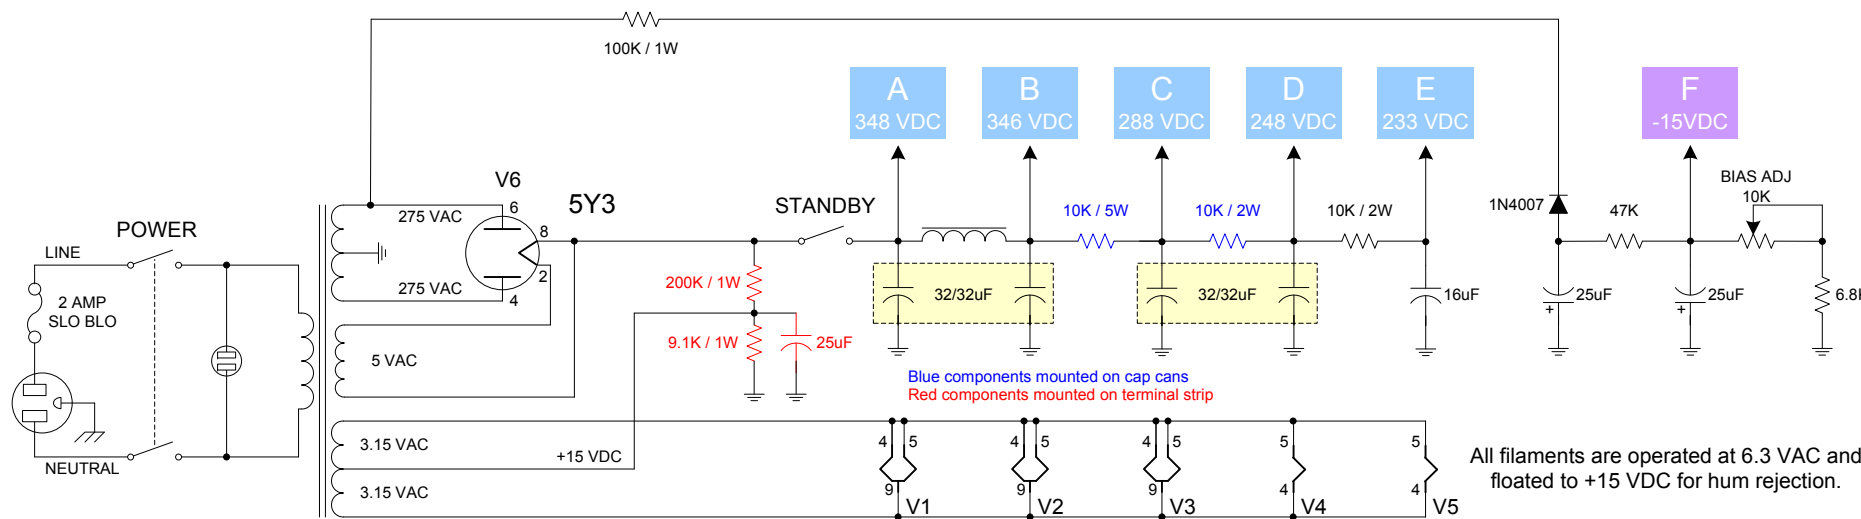 100K / 1W
A
348 VDC
B
346 VDC
C
288 VDC
D
248 VDC
E
233 VDC
F
-15VDC
V6
5Y3
6
8
2
4
275 VAC
275 VAC
STANDBY
POWER
LINE
2 AMP
SLO BLO
NEUTRAL
10K / 5W
10K / 2W
10K / 2W
1N4007
47K
BIAS ADJ
10K
200K / 1W
9.1K / 1W
25uF
32/32uF
32/32uF
16uF
25uF
+
25uF
+
5 VAC
Blue components mounted on cap cans
Red components mounted on terminal strip
3.15 VAC
+15 VDC
3.15 VAC
4 5
9
V1
4 5
9
V2
4 5
9
V3
5
4
V4
5
4
V5
All filaments are operated at 6.3 VAC and
floated to +15 VDC for hum rejection.